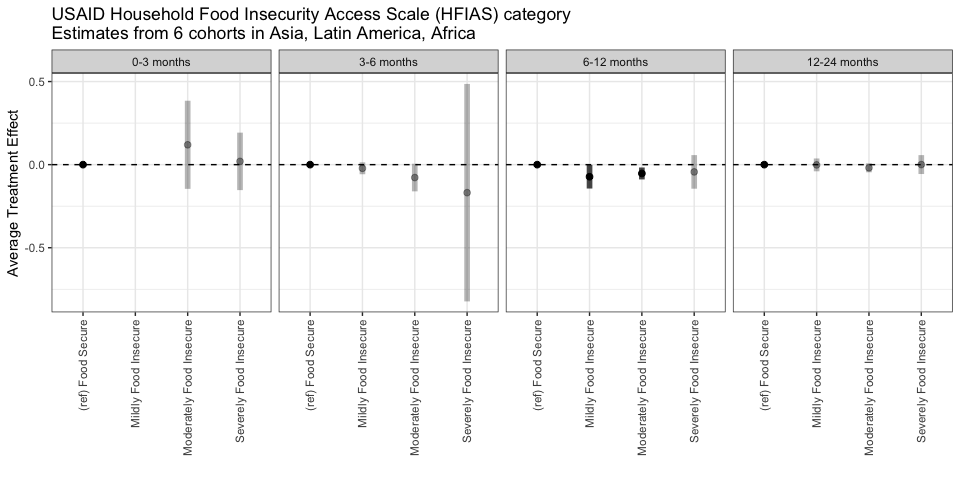 USAID Household Food Insecurity Access Scale (HFIAS) category
Estimates from 6 cohorts in Asia, Latin America, Africa
0-3 months
3-6 months
6-12 months
12-24 months
Average Treatment Effect
0.5
0.0
-0.5
(ref) Food Secure
Mildly Food Insecure
Moderately Food Insecure
Severely Food Insecure
(ref) Food Secure
Mildly Food Insecure
Moderately Food Insecure
Severely Food Insecure
(ref) Food Secure
Mildly Food Insecure
Moderately Food Insecure
Severely Food Insecure
(ref) Food Secure
Mildly Food Insecure
Moderately Food Insecure
Severely Food Insecure